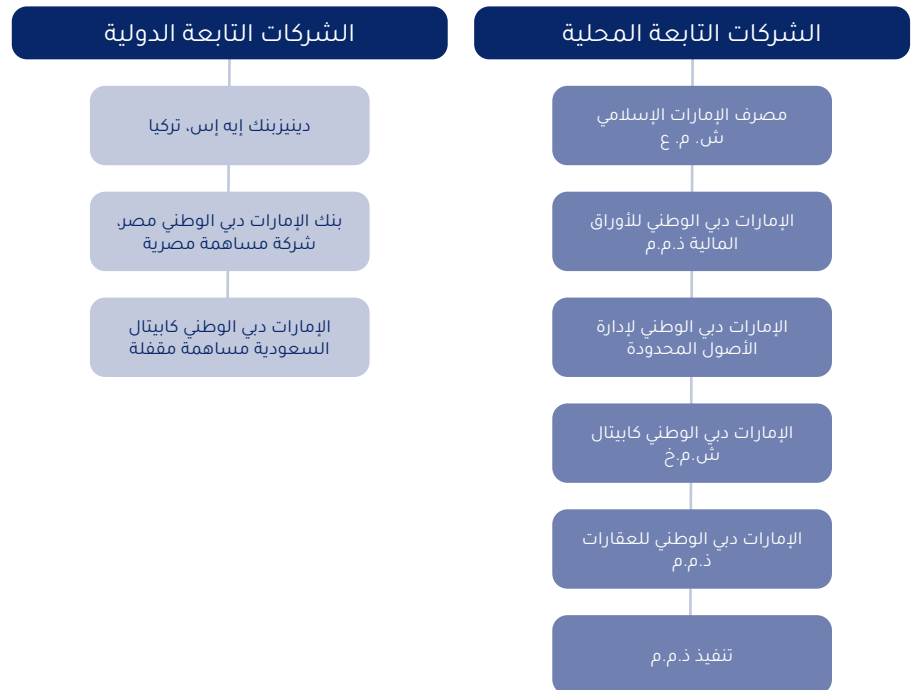 الشركات التابعة المحلية
مصرف الإمارات الإسلامي
ش. م. ع
الإمارات دبي الوطني للأوراق
المالية ذ.م.م
الإمارات دبي الوطني لإدارة
الأصول المحدودة
الإمارات دبي الوطني كابيتال
ش.م.خ
الإمارات دبي الوطني للعقارات
ذ.م.م
تنفيذ ذ.م.م
الشركات التابعة الدولية
دينيزبنك إيه إس، تركيا
بنك الإمارات دبي الوطني مصر،
شركة مساهمة مصرية
الإمارات دبي الوطني كابيتال
السعودية مساهمة مقفلة